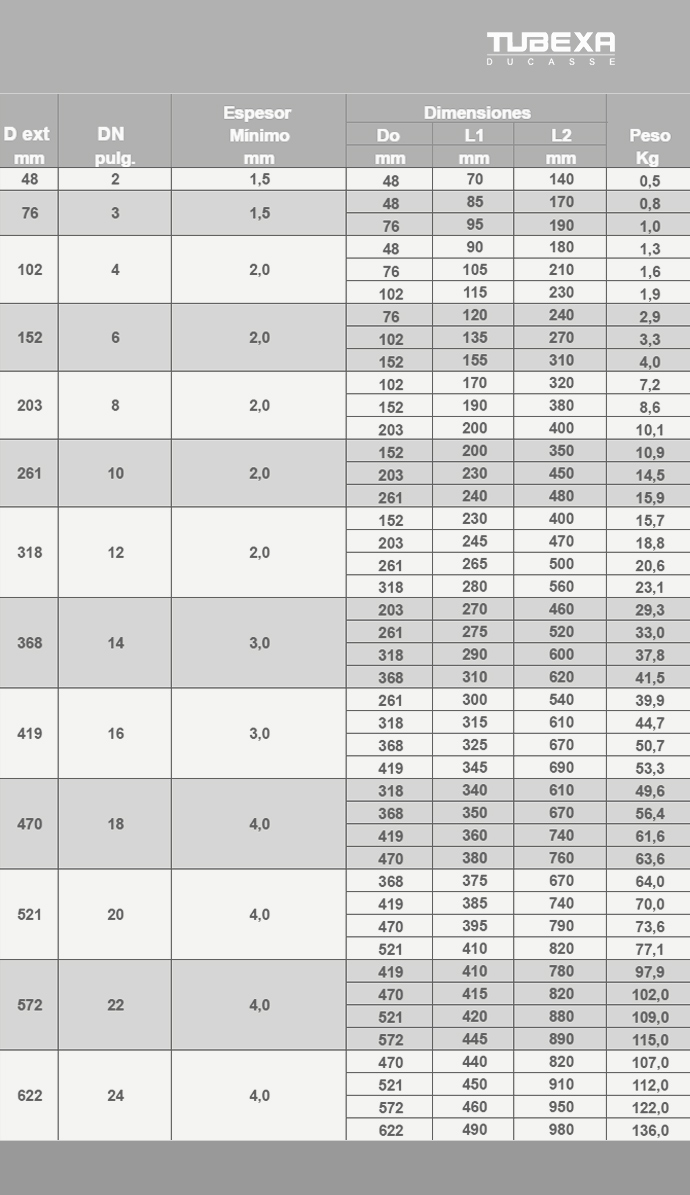 TUBEXA
DUCASSE
Espesor Dimensiones
D ext DN Mínimo Do L1 L2 Peso
mm pulg. mm mm mm mm Kg
48 2 1,5 48 70 140 0,5
48 85 170 0,8
76 3 1,5
76 95 190 1,0
48 90 180 1,3
102 4 2,0 76 105 210 1,6
102 115 230 1,9
76 120 240 2,9
152 6 2,0 102 135 270 3,3
152 155 310 4,0
102 170 320 7,2
203 8 2,0 152 190 380 8,6
203 200 400 10,1
152 200 350 10,9
261 10 2,0 203 230 450 14,5
261 240 480 15,9
152 230 400 15,7
203 245 470 18,8
318 12 2,0
261 265 500 20,6
318 280 560 23,1
203 270 460 29,3
261 275 520 33,0
368 14 3,0
318 290 600 37,8
368 310 620 41,5
261 300 540 39,9
318 315 610 44,7
419 16 3,0
368 325 670 50,7
419 345 690 53,3
318 340 610 49,6
368 350 670 56,4
470 18 4,0
419 360 740 61,6
470 380 760 63,6
368 375 670 64,0
419 385 740 70,0
521 20 4,0
470 395 790 73,6
521 410 820 77,1
419 410 780 97,9
470 415 820 102,0
572 22 4,0
521 420 880 109,0
572 445 890 115,0
470 440 820 107,0
521 450 910 112,0
622 24 4,0
572 460 950 122,0
622 490 980 136,0